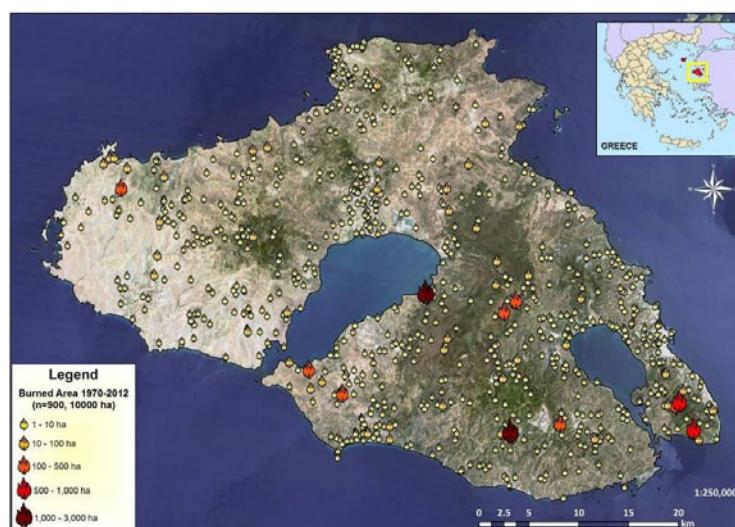 GREECE
Legend
Burned Area 1970-2012
(n=900, 10000 ha)
1 - 10 ha
10 - 100 ha
100 - 500 ha
500 - 1,000 ha
1,000 - 3,000 ha
1:250,000
0 2.5 5 10 15 20
km